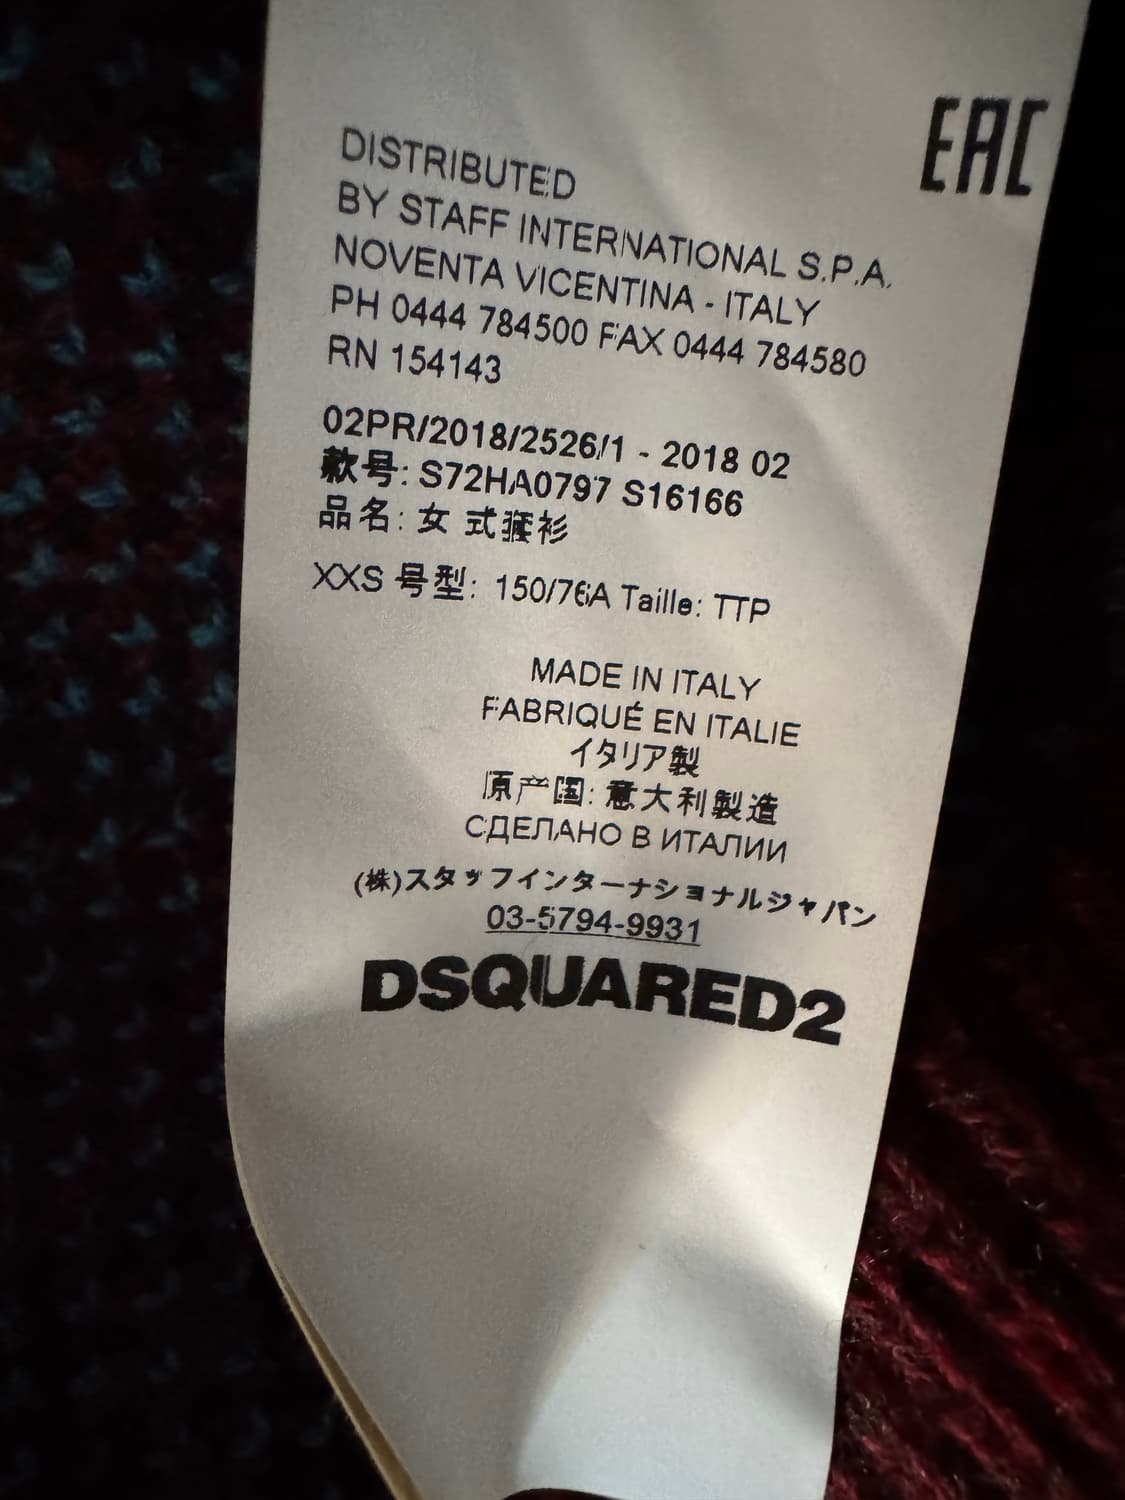 EAC
DISTRIBUTED
BY STAFF INTERNATIONAL S.P.A.
NOVENTA VICENTINA - ITALY
PH 0444 784500 FAX 0444 784580
RN 154143
02PR/2018/2526/1 - 2018 02
款号: S72HA0797 S16166
品名: 女 式
XXS 号型: 150/76A Taille: TTP
MADE IN ITALY
FABRIQUÉ EN ITALIE
イタリア製
原产国: 意大利製造
СДЕЛАНО В ИТАЛИИ
(株)スタッフインターナショナルジャパン
03-5794-9931
DSQUARED2